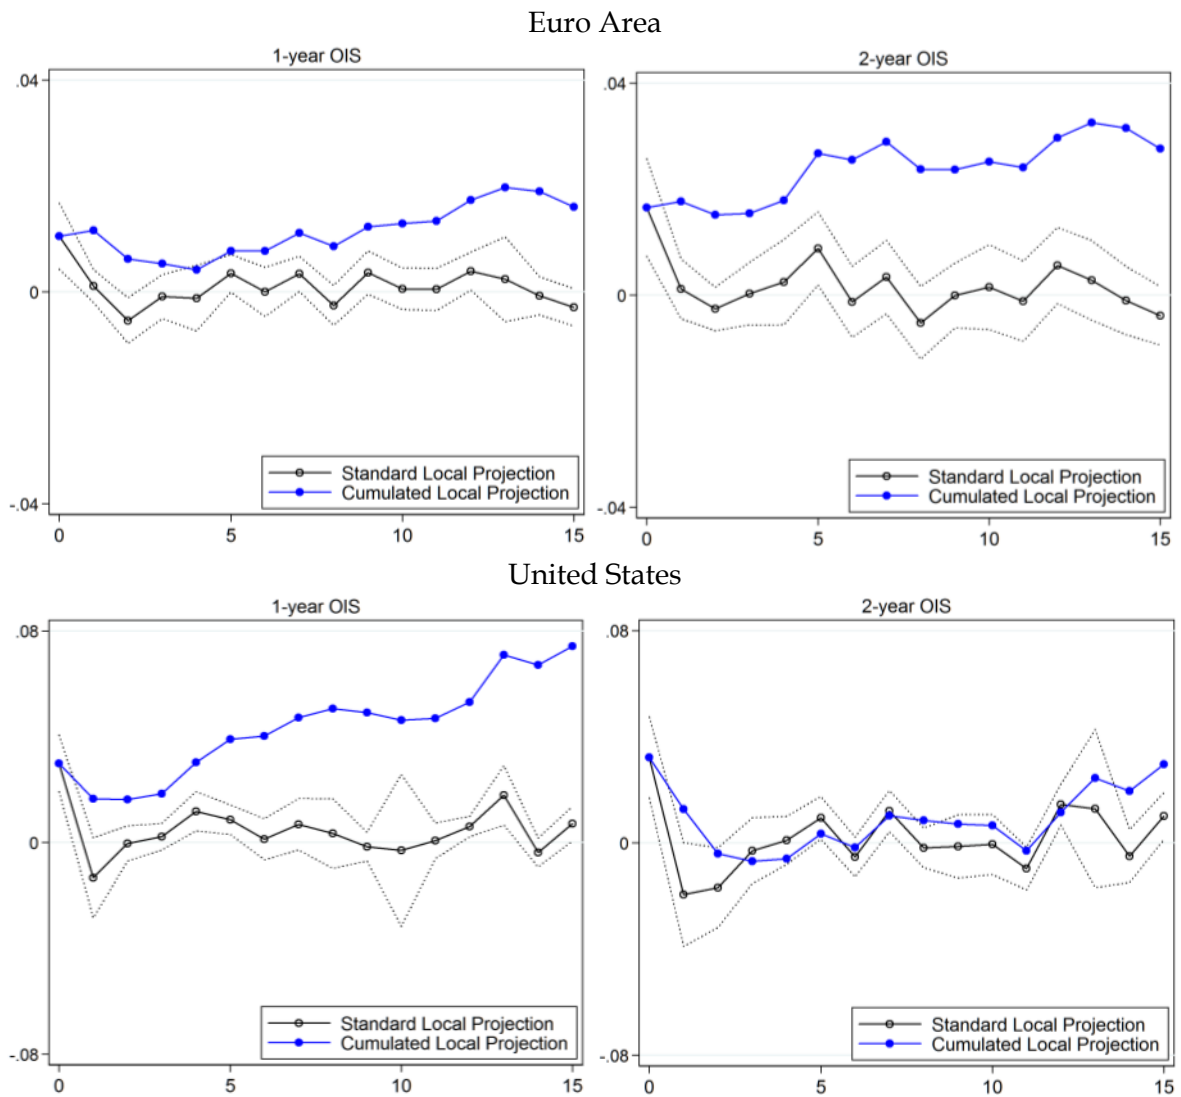 Euro Area
1-year OIS
2-year OIS
.04
0
-.04
Standard Local Projection
Cumulated Local Projection
0 5 10 15
.04
0
-.04
Standard Local Projection
Cumulated Local Projection
0 5 10 15
United States
1-year OIS
2-year OIS
.08
0
-.08
Standard Local Projection
Cumulated Local Projection
0 5 10 15
.08
0
-.08
Standard Local Projection
Cumulated Local Projection
0 5 10 15